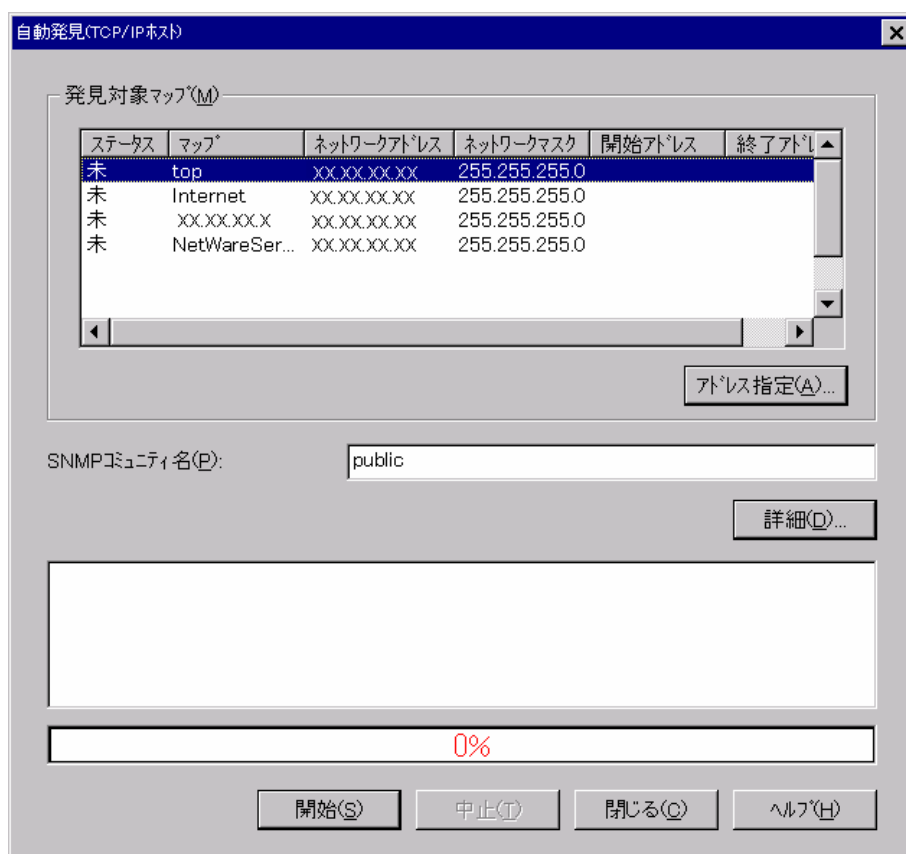 自動発見(TCP/IPホスト)
発見対象マップ(M)
ステータス マップ ネットワークアドレス ネットワークマスク 開始アドレス 終了アドレ
未 top XX.XX.XX.XX 255.255.255.0
未 Internet XX.XX.XX.XX 255.255.255.0
未 XX.XX.XX.X XX.XX.XX.XX 255.255.255.0
未 NetWareSer... XX.XX.XX.XX 255.255.255.0
アドレス指定(A)...
SNMPコミュニティ名(P): public
詳細(D)...
0%
開始(S) 中止(T) 閉じる(C) ヘルプ(H)